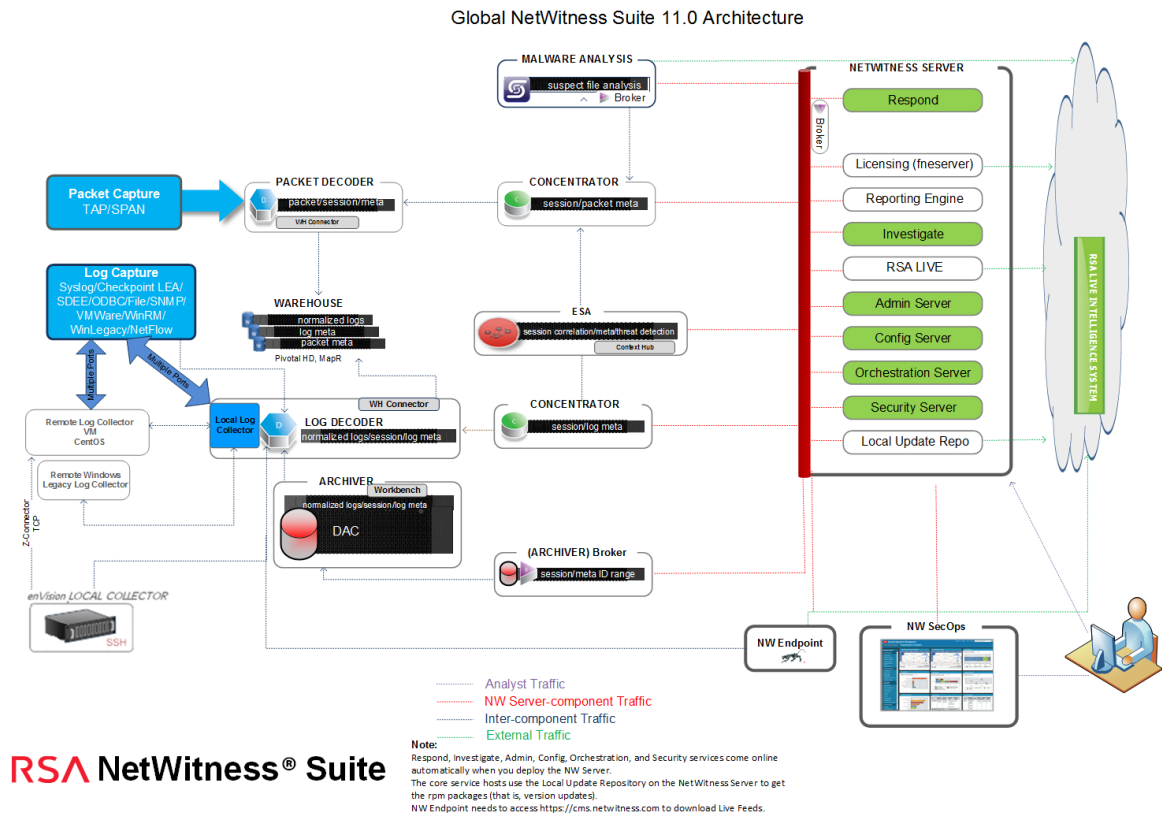 Global NetWitness Suite 11.0 Architecture
MALWARE ANALYSIS
suspect file analysis
Broker
NETWITNESS SERVER
Broker
Respond
Licensing (fneserver)
Reporting Engine
Investigate
RSA LIVE
Admin Server
Config Server
Orchestration Server
Security Server
Local Update Repo
RSA LIVE INTELLIGENCE SYSTEM
Packet Capture
TAP/SPAN
PACKET DECODER
D
packet/session/meta
WH Connector
CONCENTRATOR
session/packet meta
Log Capture
Syslog/Checkpoint LEA/
SDEE/ODBC/File/SNMP/
VMWare/WinRM/
WinLegacy/NetFlow
WAREHOUSE
normalized logs
log meta
packet meta
Pivotal HD, MapR
ESA
session correlation/meta/threat detection
Context Hub
Multiple Ports
Multiple Ports
Remote Log Collector
VM
CentOS
Remote Windows
Legacy Log Collector
Local Log
Collector
WH Connector
D
LOG DECODER
normalized logs/session/log meta
CONCENTRATOR
session/log meta
ARCHIVER
Workbench
normalized logs/session/log meta
DAC
Z-Connector
TCP
(ARCHIVER) Broker
session/meta ID range
enVision LOCAL COLLECTOR
SSH
NW Endpoint
NW SecOps
Analyst Traffic
NW Server-component Traffic
Inter-component Traffic
External Traffic
Note:
Respond, Investigate, Admin, Config, Orchestration, and Security services come online
automatically when you deploy the NW Server.
The core service hosts use the Local Update Repository on the NetWitness Server to get
the rpm packages (that is, version updates).
NW Endpoint needs to access https://cms.netwitness.com to download Live Feeds.
RSA NetWitness® Suite